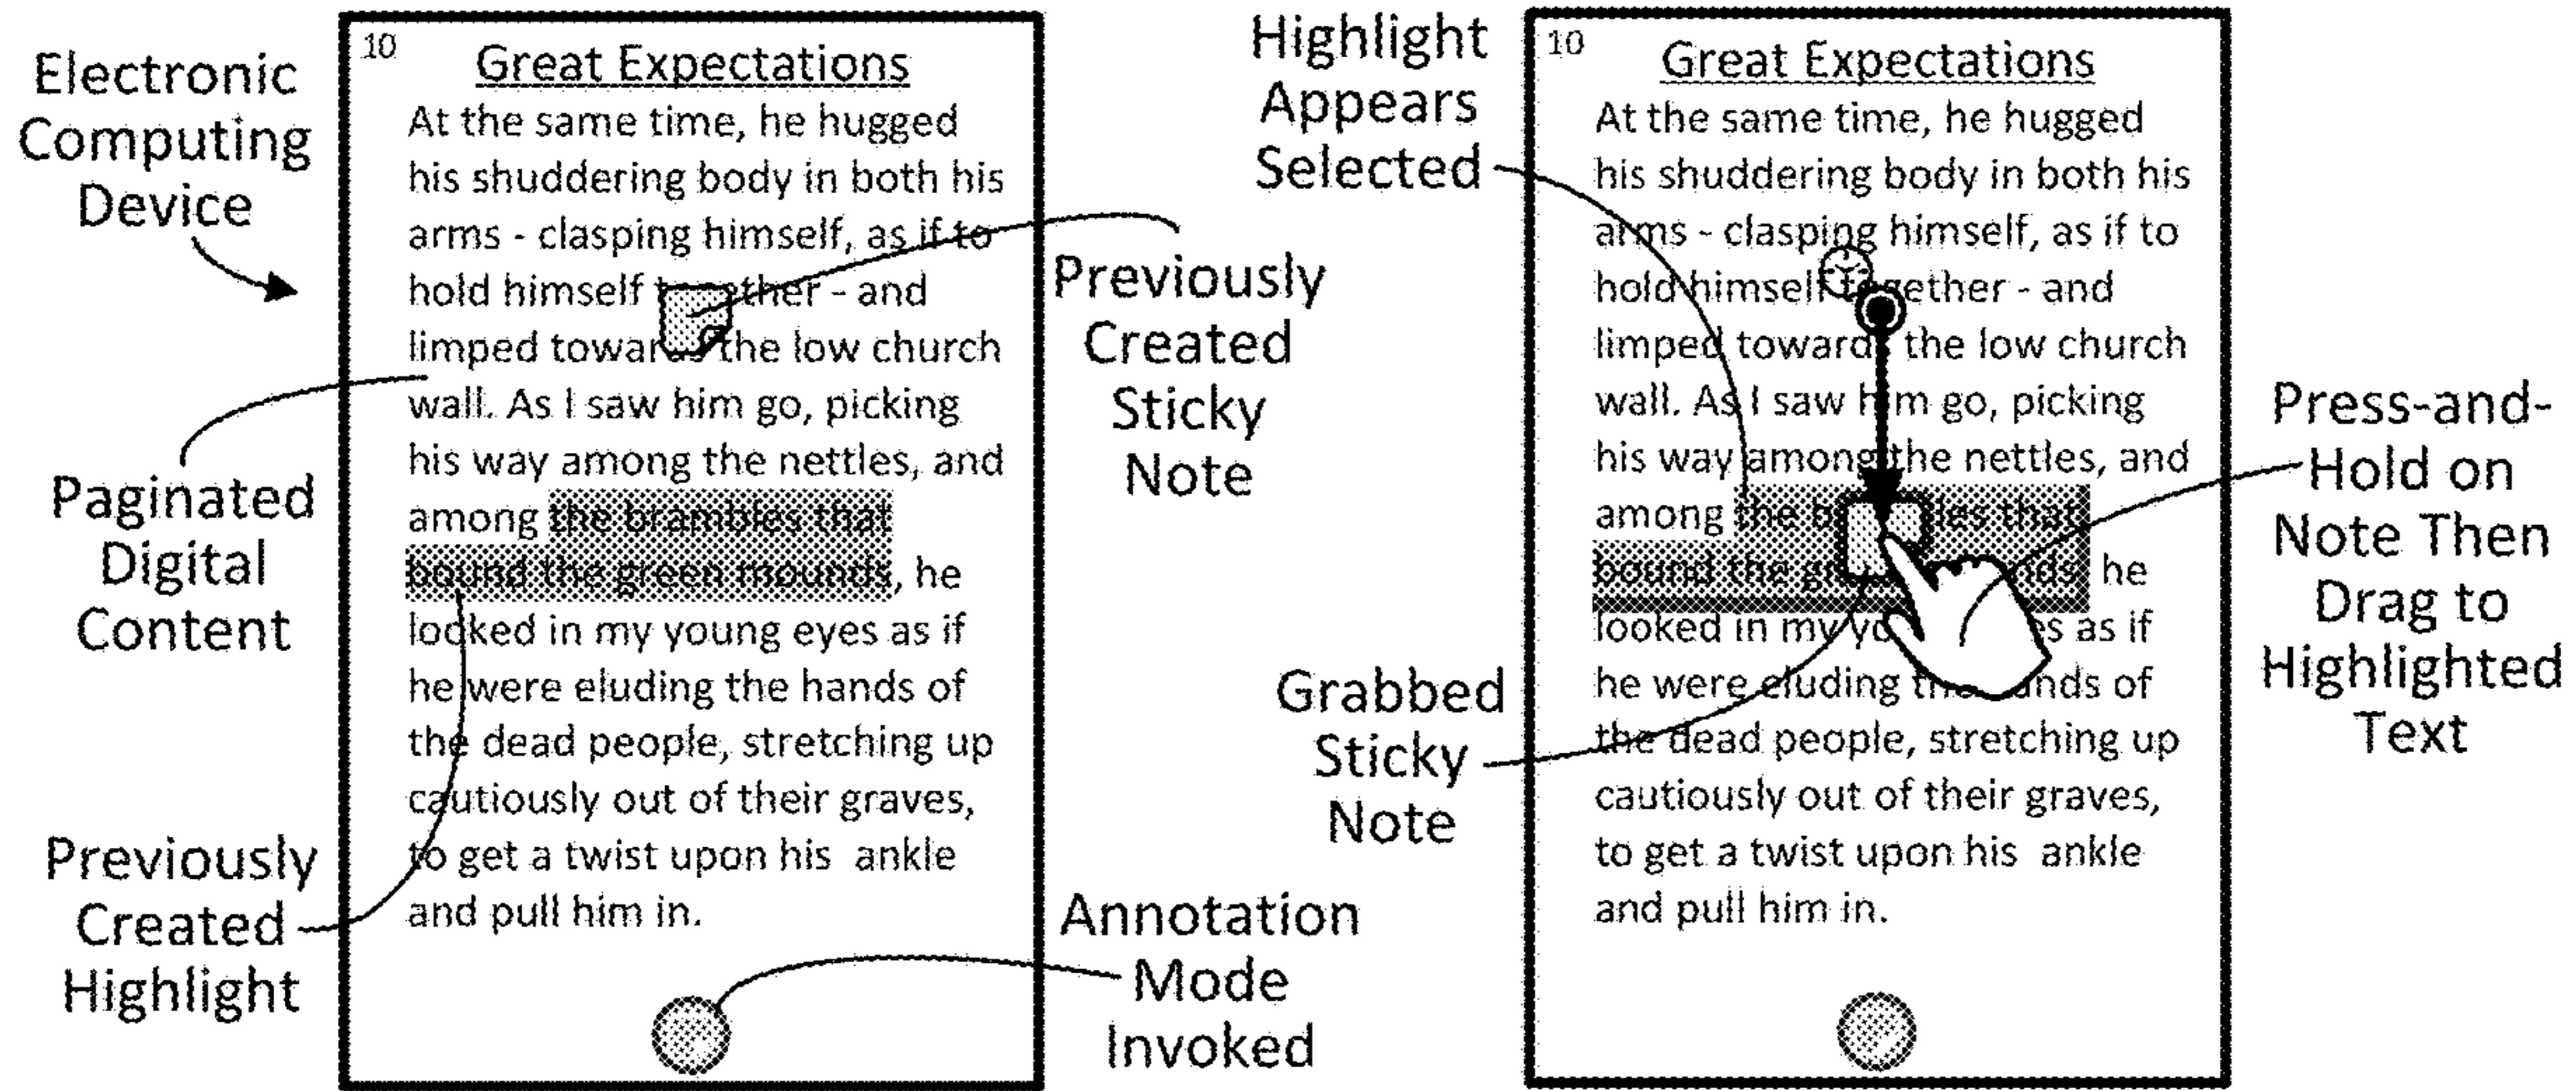 Electronic
Computing
Device
Paginated
Digital
Content
Previously
Created
Highlight
10
Great Expectations
At the same time, he hugged
his shuddering body in both his
arms - clasping himself, as if to
hold himself - and
limped the low church
wall. As I saw him go, picking
his way among the nettles, and
among the brambles that
bound the green mounds, he
looked in my young eyes as if
he were eluding the hands of
the dead people, stretching up
cautiously out of their graves,
to get a twist upon his ankle
and pull him in.
Previously
Created
Sticky
Note
Annotation
Mode
Invoked
Highlight
Appears
Selected
Grabbed
Sticky
Note
10
Great Expectations
At the same time, he hugged
his shuddering body in both his
arms - clasping himself, as if to
hold himself together - and
limped towards the low church
wall. As I saw him go, picking
his way among the nettles, and
among the that
bound the he
looked in my as if
he were eluding of
the dead people, stretching up
cautiously out of their graves,
to get a twist upon his ankle
and pull him in.
Press-and-
Hold on
Note Then
Drag to
Highlighted
Text